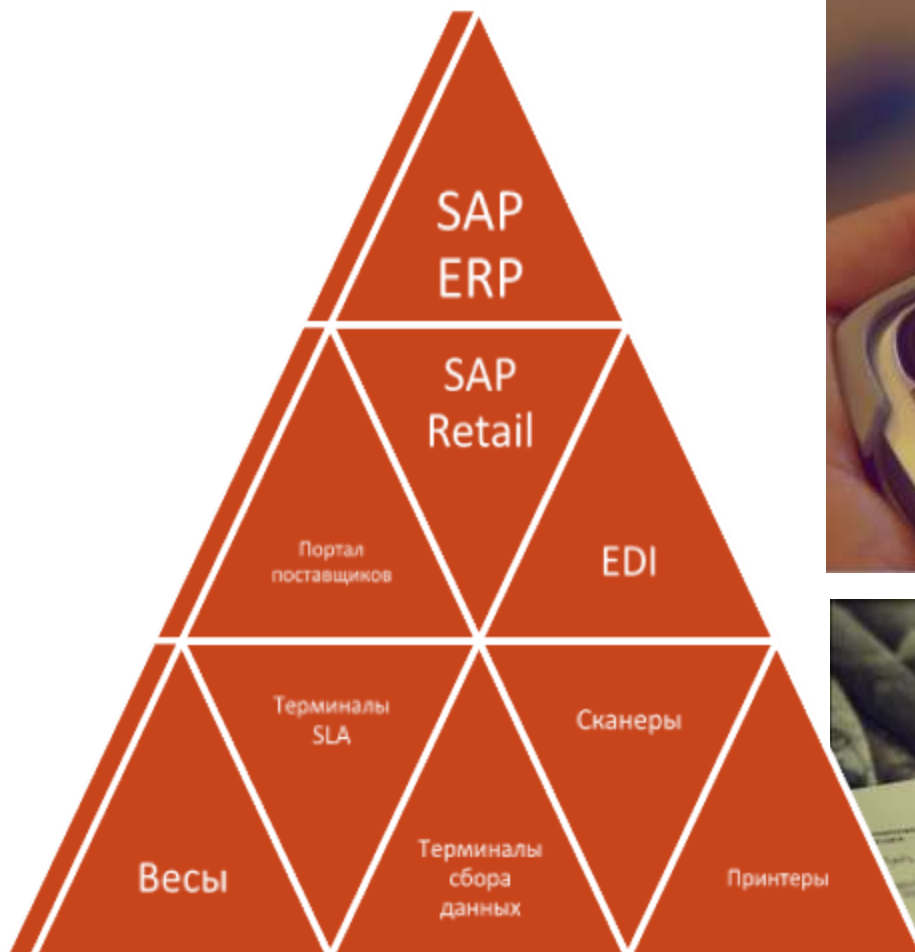 SAP
ERP
SAP
Retail
Портал
поставщиков
EDI
Терминалы
SLA
Сканеры
Весы
Терминалы
сбора
данных
Принтеры